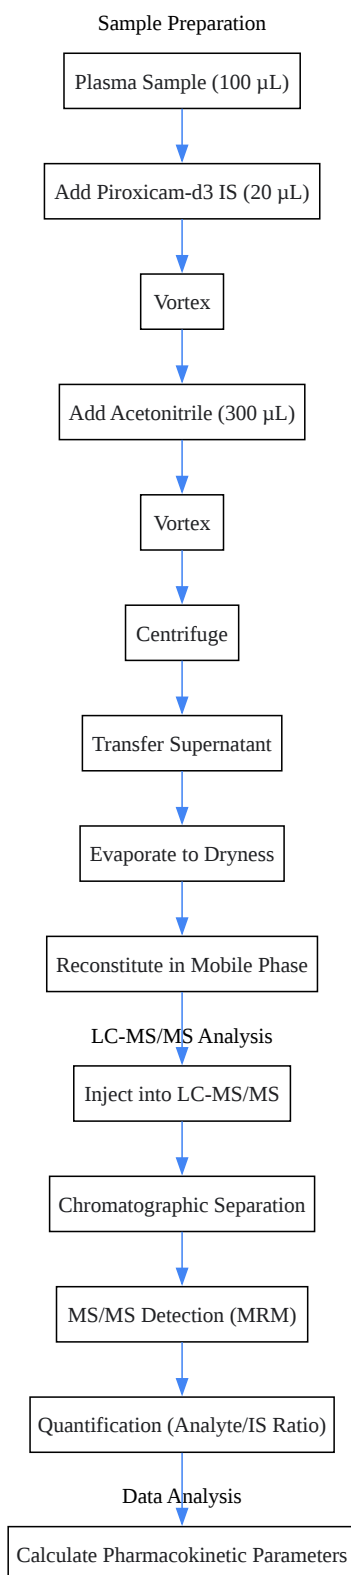 Sample Preparation
Plasma Sample (100 µL)
Add Piroxicam-d3 IS (20 µL)
Vortex
Add Acetonitrile (300 µL)
Vortex
Centrifuge
Transfer Supernatant
Evaporate to Dryness
Reconstitute in Mobile Phase
LC-MS/MS Analysis
Inject into LC-MS/MS
Chromatographic Separation
MS/MS Detection (MRM)
Quantification (Analyte/IS Ratio)
Data Analysis
Calculate Pharmacokinetic Parameters